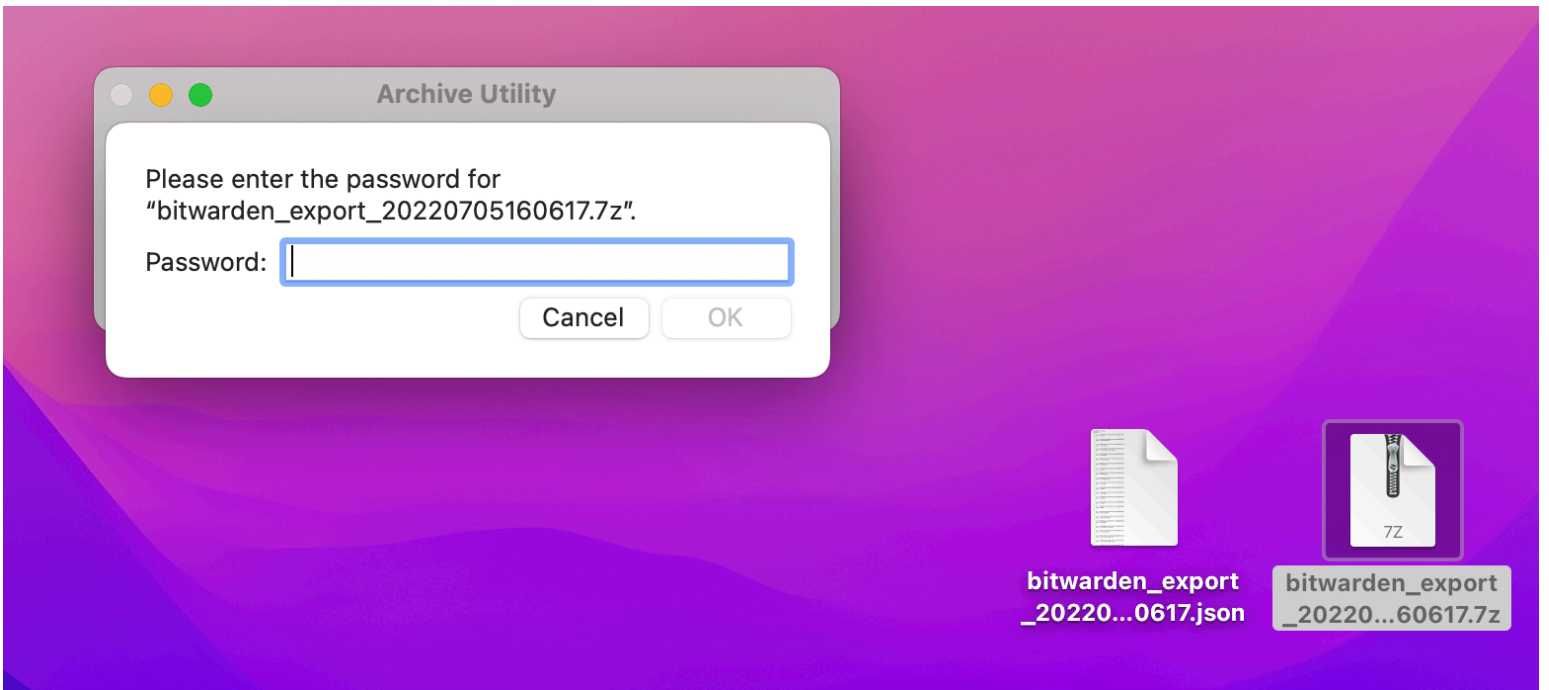 Archive Utility
Please enter the password for
“bitwarden_export_20220705160617.7z”.
Password:
Cancel
OK
7Z
bitwarden_export
_20220...0617.json
bitwarden_export
_20220...60617.7z